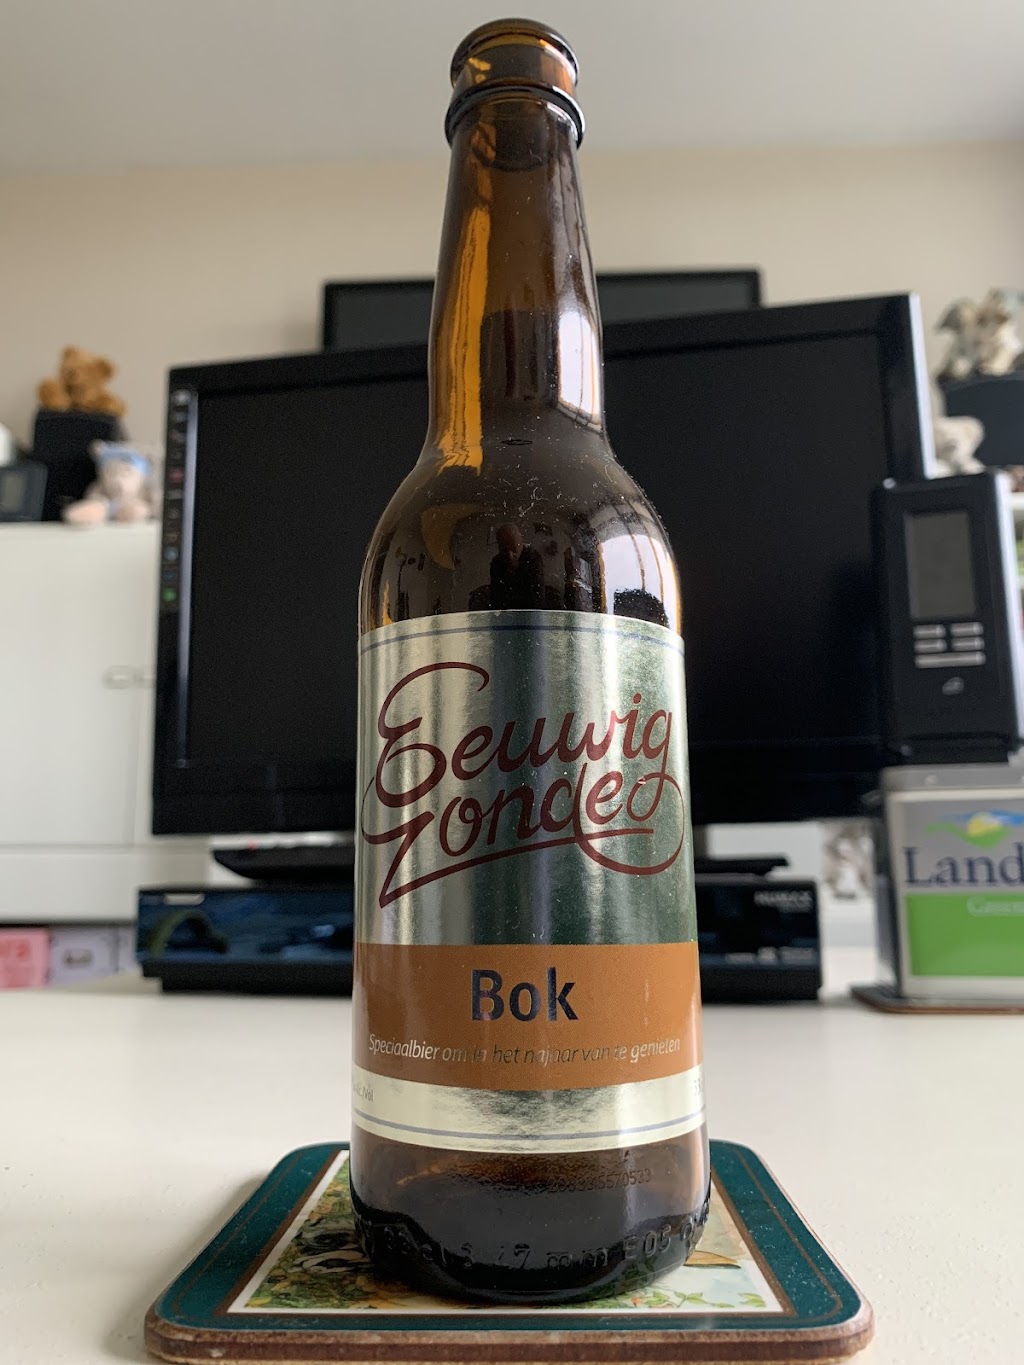 Eeuwig
Zonde
Bok
Speciaalbier om in het najaar van te genieten
Land